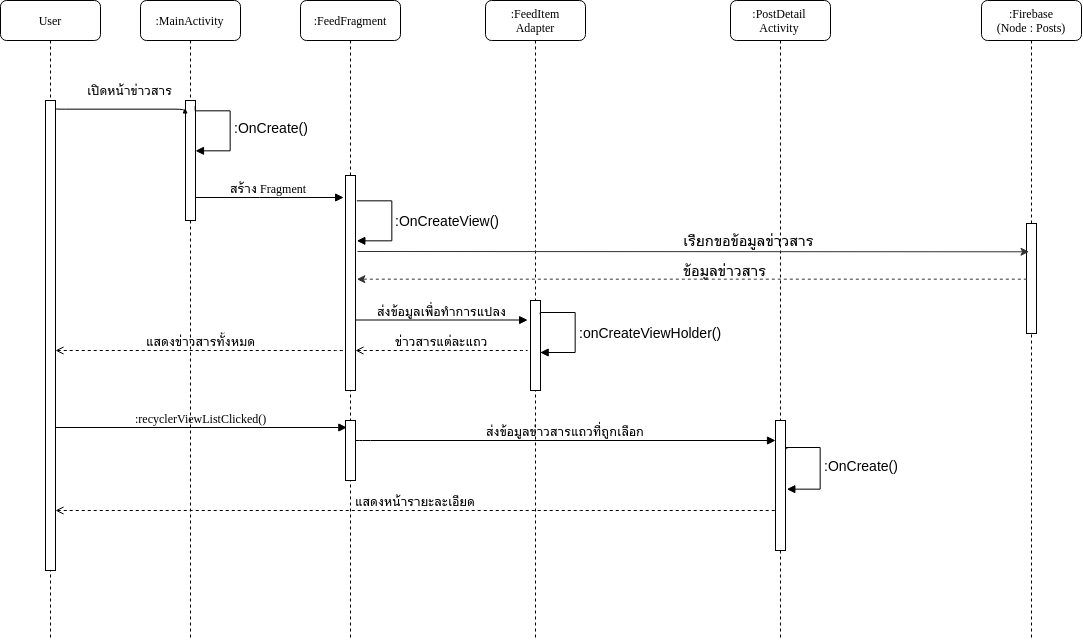 User
:MainActivity
:FeedFragment
:FeedItem
Adapter
:PostDetail
Activity
:Firebase
(Node : Posts)
เปิดหน้าข่าวสาร
:OnCreate()
สร้าง Fragment
:OnCreateView()
เรียกขอข้อมูลข่าวสาร
ข้อมูลข่าวสาร
ส่งข้อมูลเพื่อทำการแปลง
:onCreateViewHolder()
แสดงข่าวสารทั้งหมด
ข่าวสารแต่ละแถว
:recyclerViewListClicked()
ส่งข้อมูลข่าวสารแถวที่ถูกเลือก
:OnCreate()
แสดงหน้ารายะละเอียด